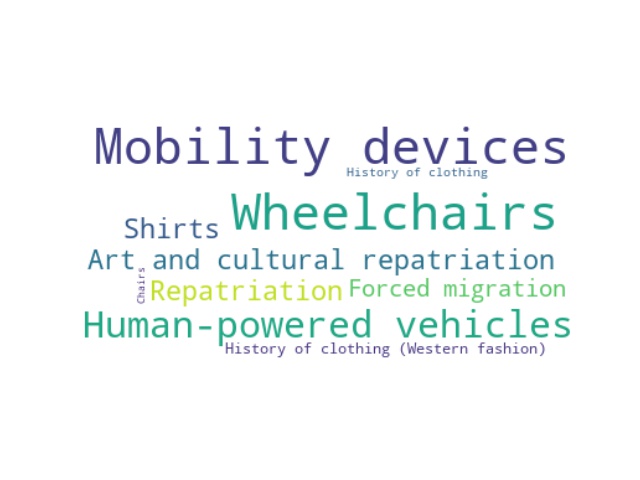 Mobility devices
History of clothing
Wheelchairs
Shirts
Art and cultural repatriation
Chairs
Repatriation
Forced migration
Human-powered vehicles
History of clothing (Western fashion)